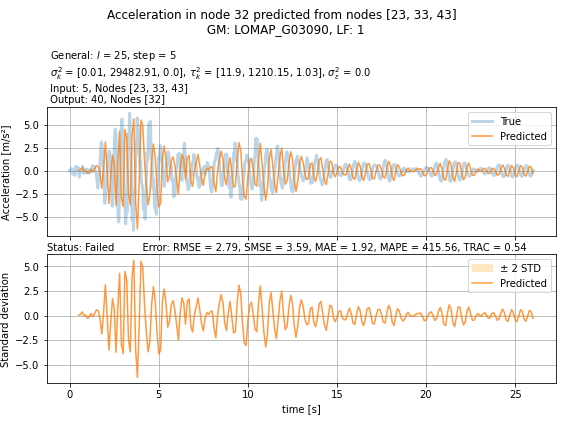 Acceleration in node 32 predicted from nodes [23, 33, 43]
GM: LOMAP_G03090, LF: 1
General: l = 25, step = 5
σ²ₖ = [0.01, 29482.91, 0.0], τ²ₖ = [11.9, 1210.15, 1.03], σ²ε = 0.0
Input: 5, Nodes [23, 33, 43]
Output: 40, Nodes [32]
Acceleration [m/s²]
5.0
2.5
0.0
−2.5
−5.0
True
Predicted
Status: Failed Error: RMSE = 2.79, SMSE = 3.59, MAE = 1.92, MAPE = 415.56, TRAC = 0.54
Standard deviation
5.0
2.5
0.0
−2.5
−5.0
± 2 STD
Predicted
0 5 10 15 20 25
time [s]